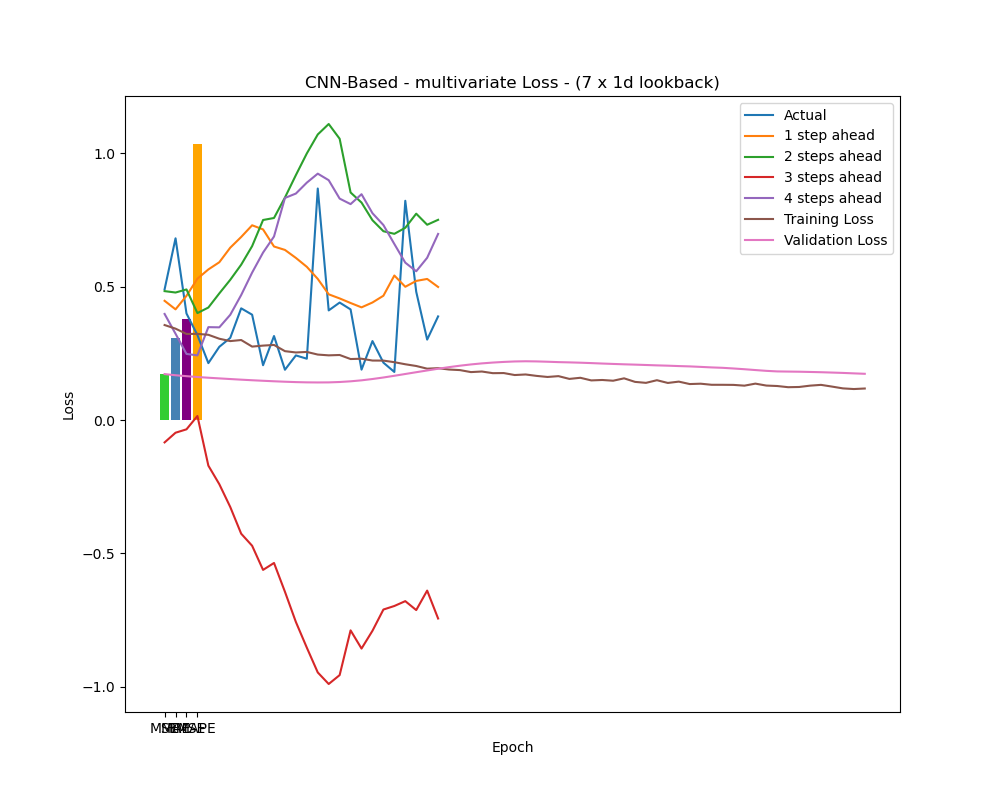 CNN-Based - multivariate Loss - (7 x 1d lookback)
Actual
1 step ahead
2 steps ahead
3 steps ahead
4 steps ahead
Training Loss
Validation Loss
1.0
0.5
0.0
−0.5
−1.0
Loss
Epoch